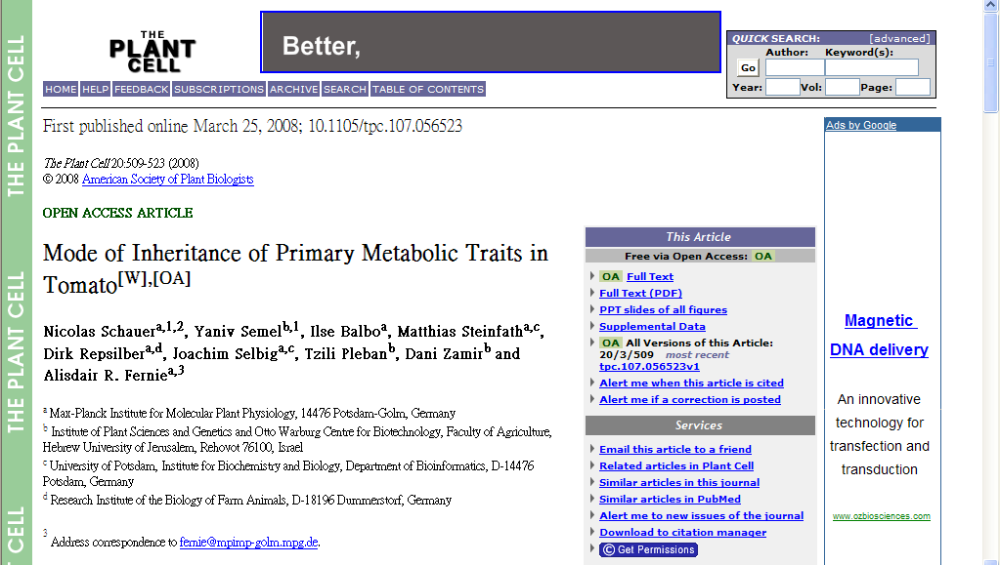 THE PLANT CELL
THE PLANT CELL
THE PLANT CELL
THE
PLANT
CELL
Better,
QUICK SEARCH: [advanced]
Author: Keyword(s):
Go
Year: Vol: Page:
HOME HELP FEEDBACK SUBSCRIPTIONS ARCHIVE SEARCH TABLE OF CONTENTS
First published online March 25, 2008; 10.1105/tpc.107.056523
The Plant Cell 20:509-523 (2008)
© 2008 American Society of Plant Biologists
OPEN ACCESS ARTICLE
Mode of Inheritance of Primary Metabolic Traits in
Tomato[W],[OA]
Nicolas Schauera,1,2, Yaniv Semelb,1, Ilse Balboa, Matthias Steinfatha,c,
Dirk Repsilbera,d, Joachim Selbiga,c, Tzili Plebanb, Dani Zamirb and
Alisdair R. Ferniea,3
a Max-Planck Institute for Molecular Plant Physiology, 14476 Potsdam-Golm, Germany
b Institute of Plant Sciences and Genetics and Otto Warburg Centre for Biotechnology, Faculty of Agriculture,
Hebrew University of Jerusalem, Rehovot 76100, Israel
c University of Potsdam, Institute for Biochemistry and Biology, Department of Bioinformatics, D-14476
Potsdam, Germany
d Research Institute of the Biology of Farm Animals, D-18196 Dummerstorf, Germany
3 Address correspondence to fernie@mpimp-golm.mpg.de.
This Article
Free via Open Access: OA
OA Full Text
Full Text (PDF)
PPT slides of all figures
Supplemental Data
OA All Versions of this Article:
20/3/509 most recent
tpc.107.056523v1
Alert me when this article is cited
Alert me if a correction is posted
Services
Email this article to a friend
Related articles in Plant Cell
Similar articles in this journal
Similar articles in PubMed
Alert me to new issues of the journal
Download to citation manager
© Get Permissions
Ads by Google
Magnetic
DNA delivery
An innovative
technology for
transfection and
transduction
www.ozbiosciences.com